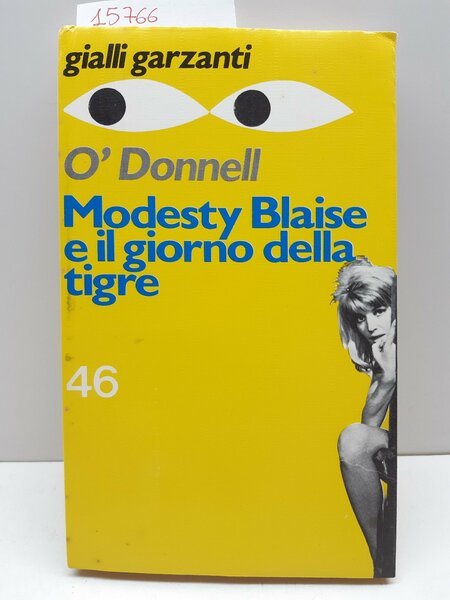 15766
gialli garzanti
O' Donnell
Modesty Blaise
e il giorno della
tigre
46